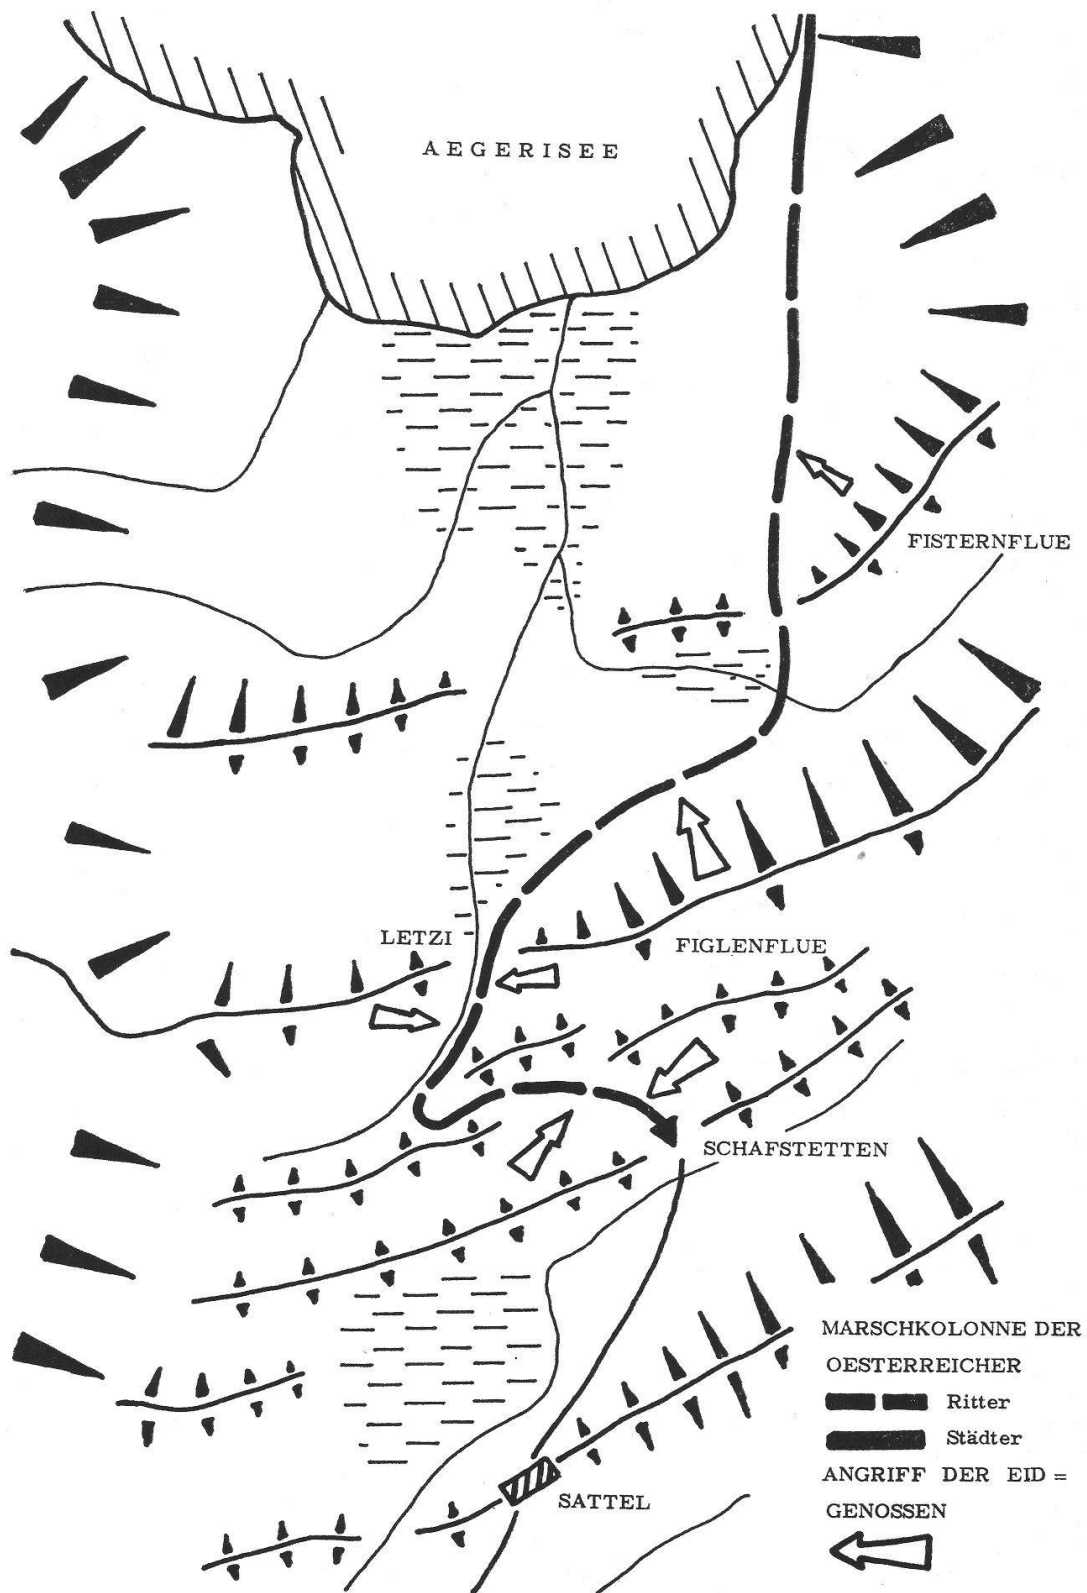 AEGERISEE
FISTERNFLUE
LETZI
FIGLENFLUE
SCHAFSTETTEN
MARSCHKOLONNE DER
OESTERREICHER
Ritter
Städter
ANGRIFF DER EID=
GENOSSEN
SATTEL